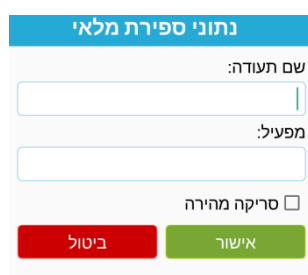 נתוני ספירת מלאי
שם תעודה:
מפעיל:
סריקה מהירה
אישור
ביטול